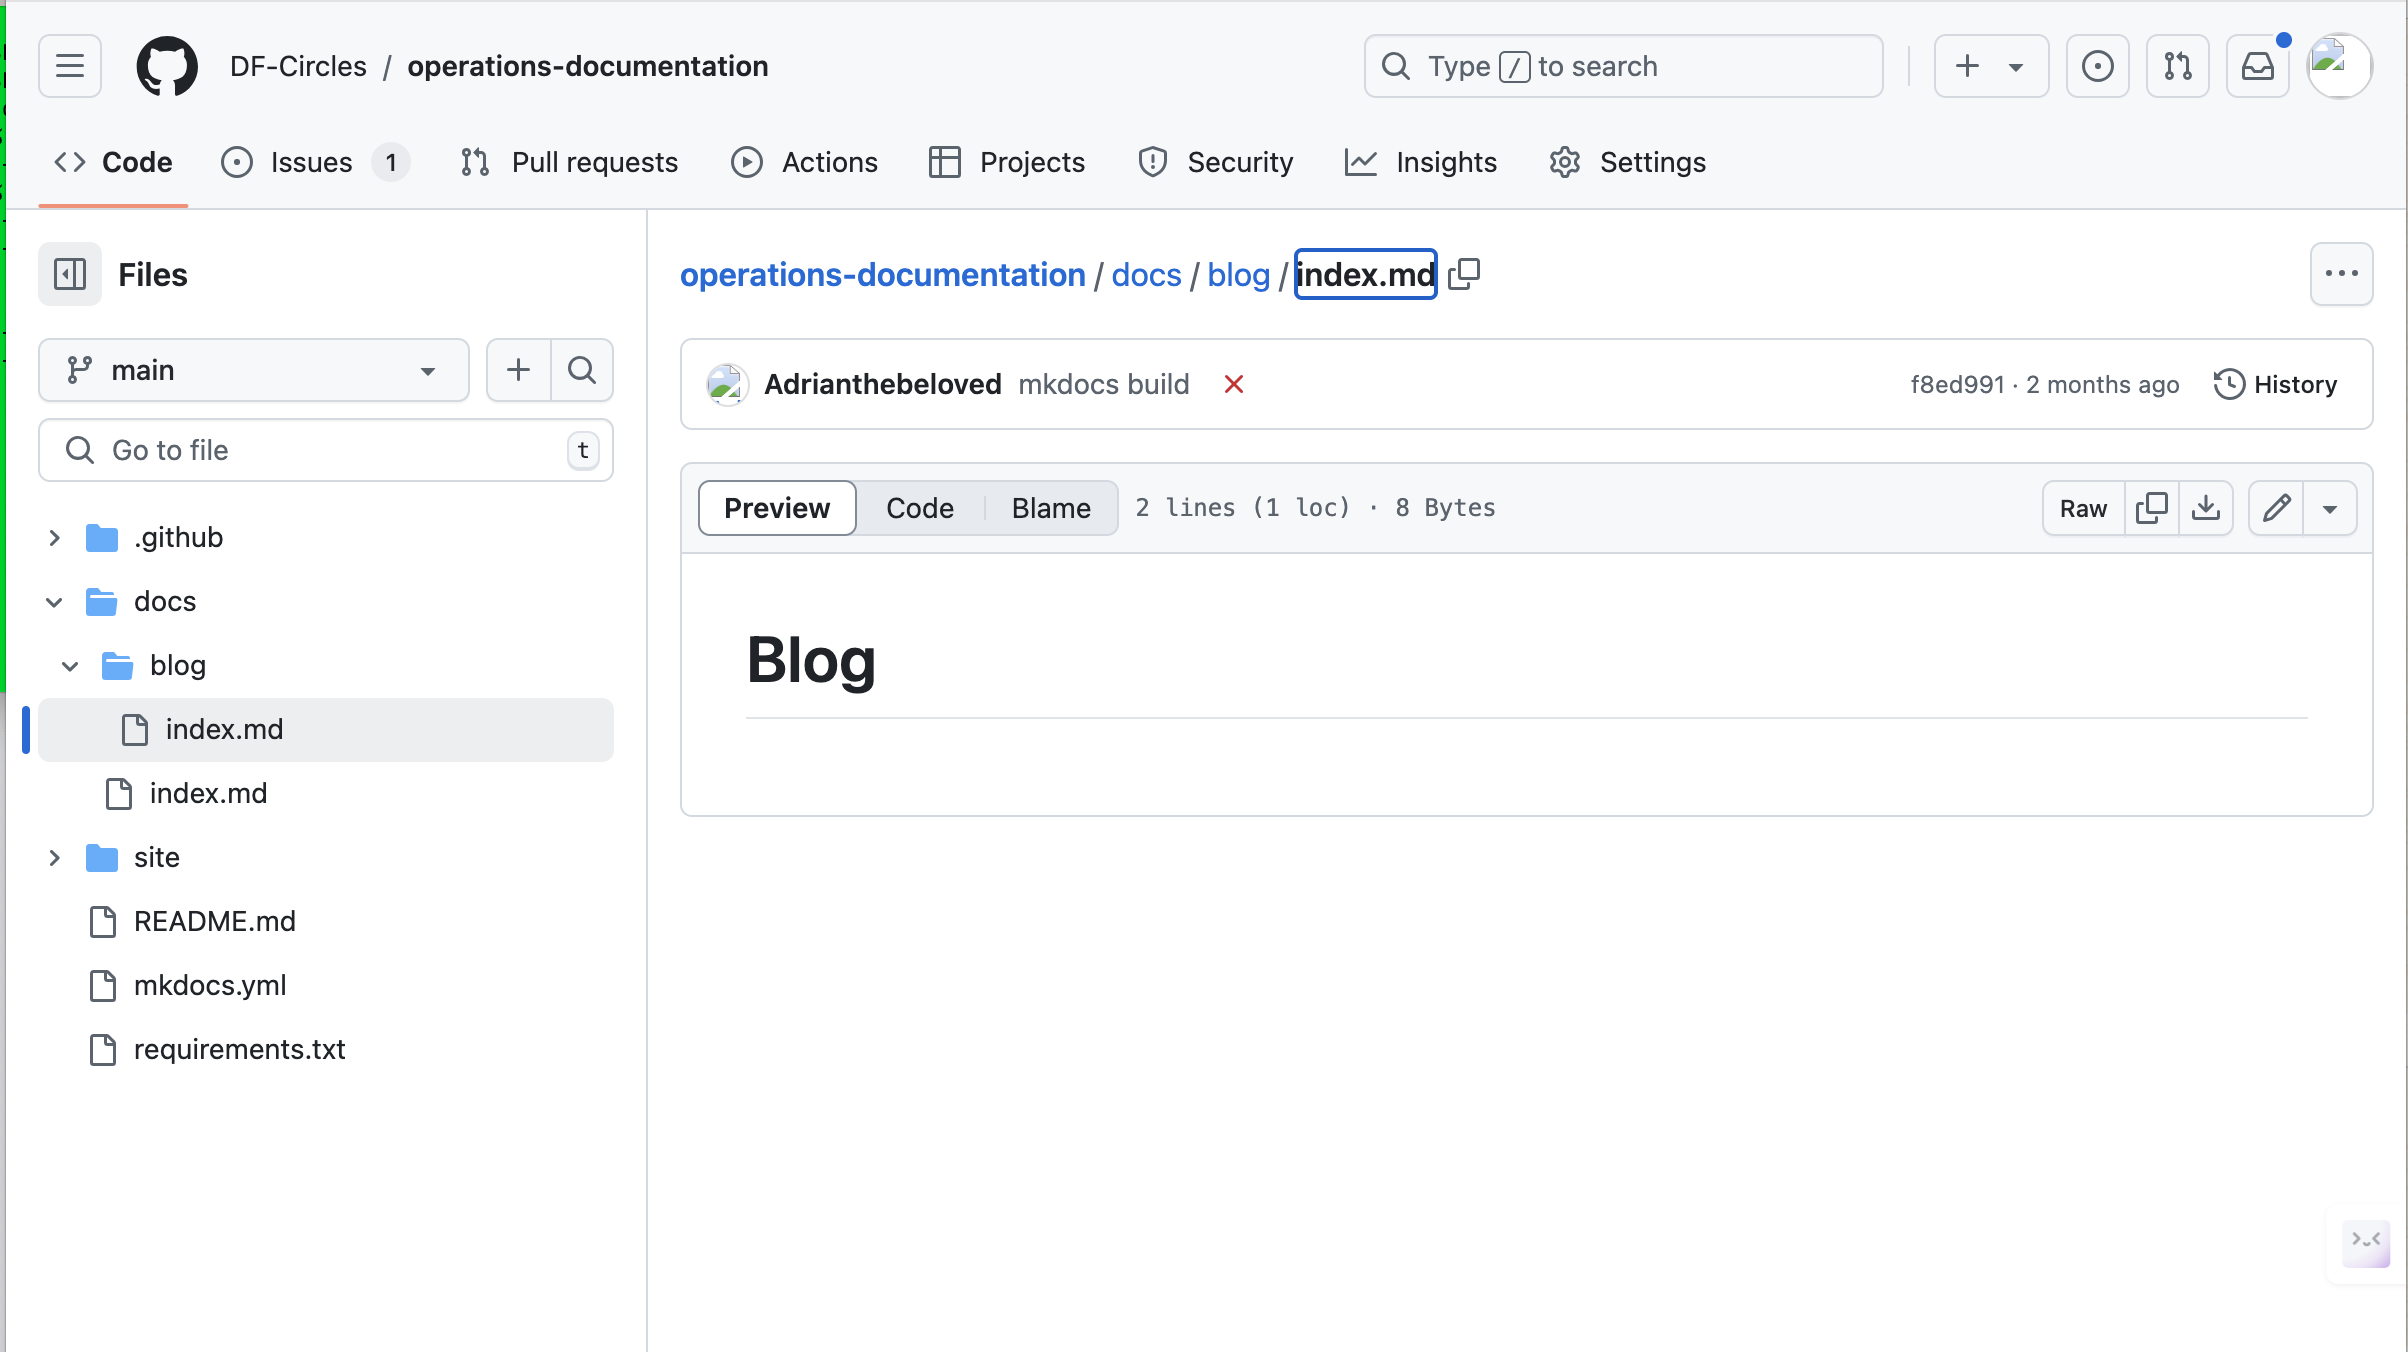 DF-Circles / operations-documentation
Type / to search
Code
Issues 1
Pull requests
Actions
Projects
Security
Insights
Settings
Files
main
Go to file
t
.github
docs
blog
index.md
index.md
site
README.md
mkdocs.yml
requirements.txt
operations-documentation / docs / blog / index.md
Adrianthebeloved mkdocs build
f8ed991 · 2 months ago
History
Preview
Code
Blame
2 lines (1 loc) · 8 Bytes
Raw
Blog